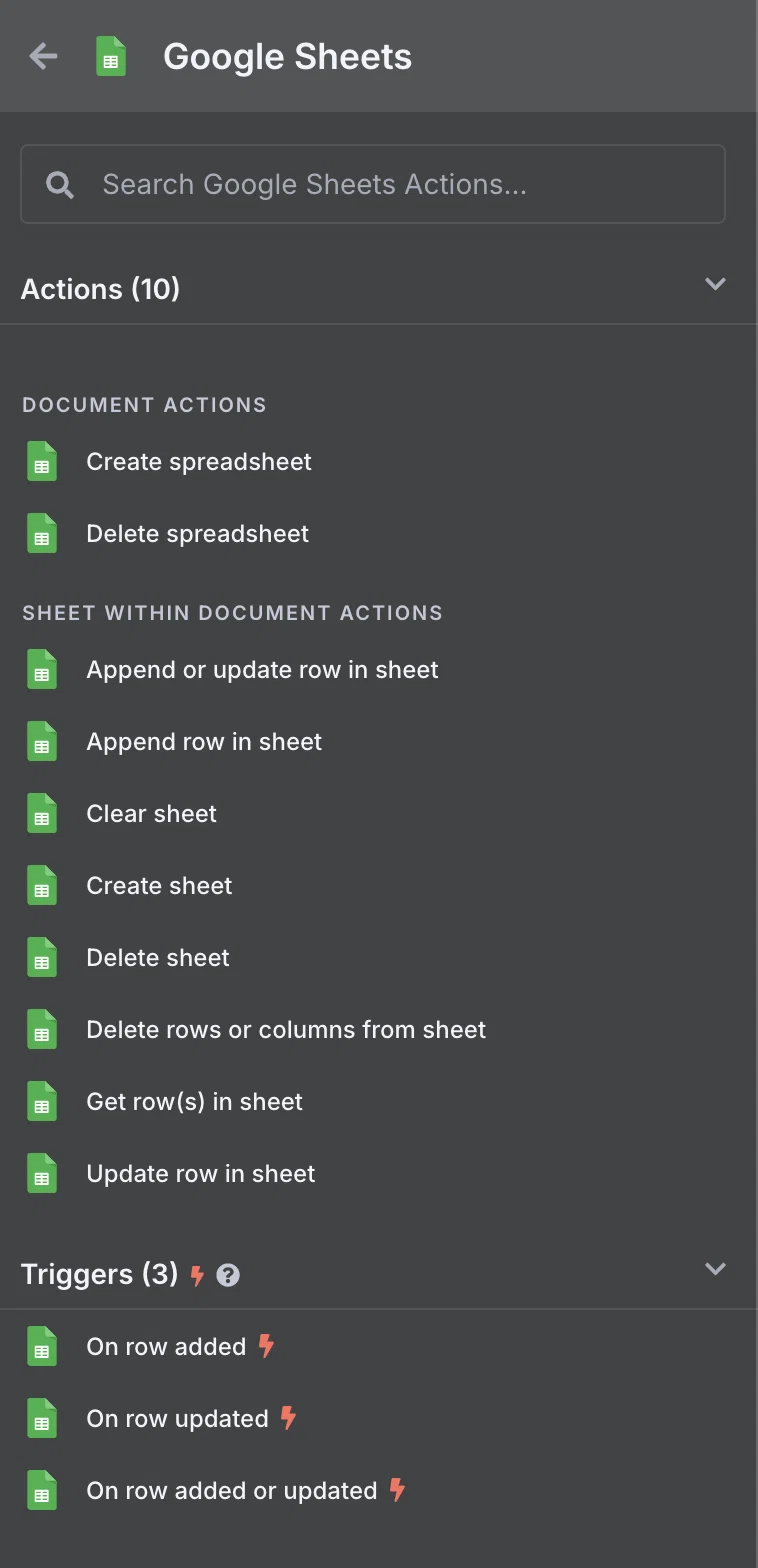 Google Sheets
Search Google Sheets Actions...
Actions (10)
DOCUMENT ACTIONS
Create spreadsheet
Delete spreadsheet
SHEET WITHIN DOCUMENT ACTIONS
Append or update row in sheet
Append row in sheet
Clear sheet
Create sheet
Delete sheet
Delete rows or columns from sheet
Get row(s) in sheet
Update row in sheet
Triggers (3) ?
On row added
On row updated
On row added or updated